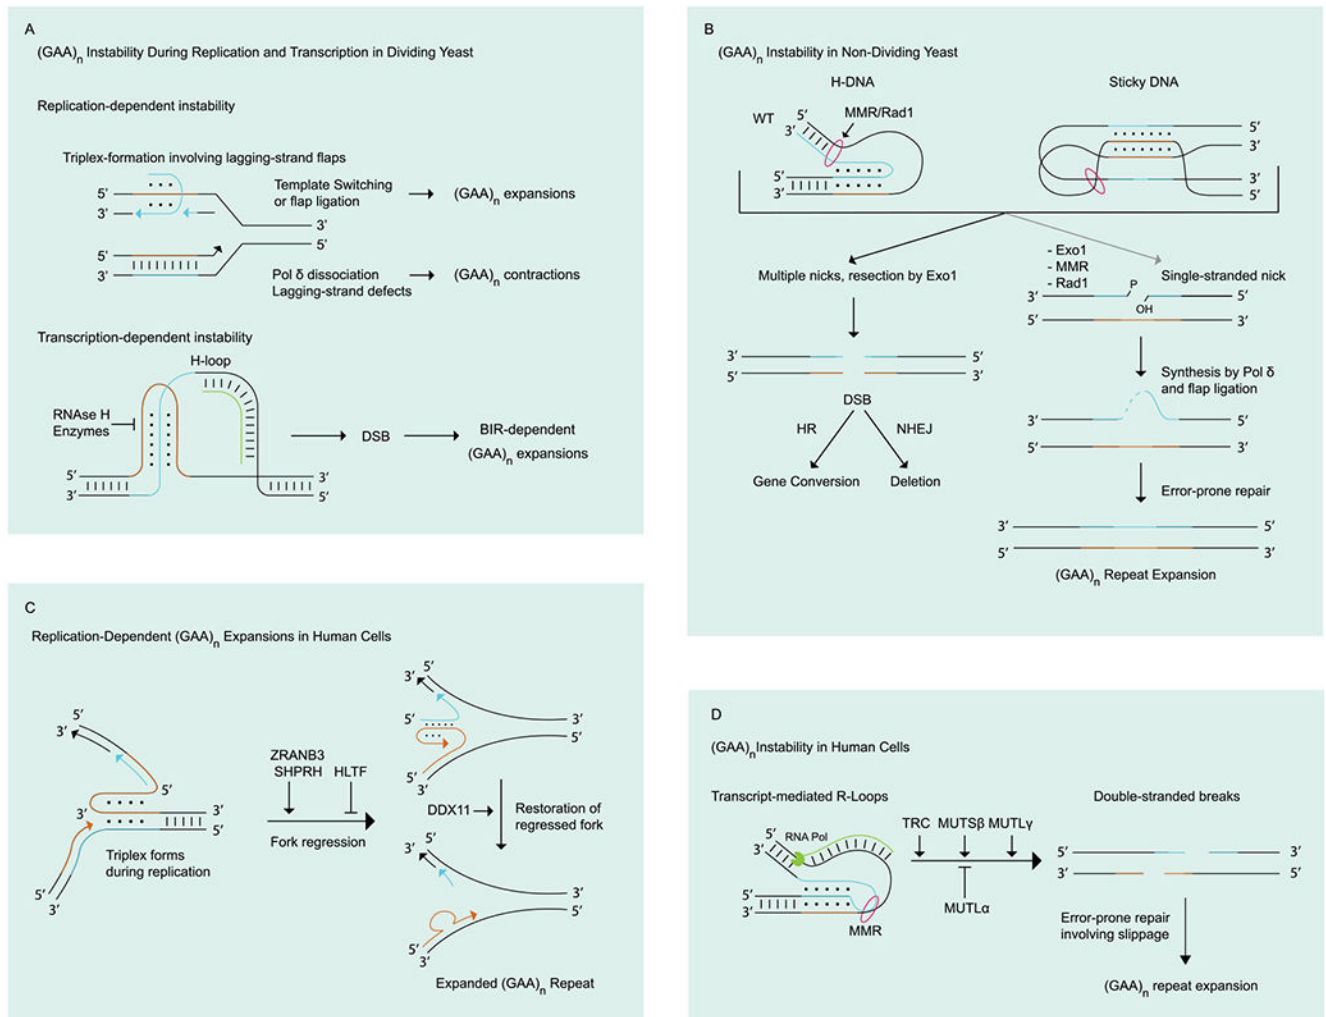 A
(GAA)n Instability During Replication and Transcription in Dividing Yeast
Replication-dependent instability
Triplex-formation involving lagging-strand flaps
5′
3′
3′
5′
5′
3′
Template Switching
or flap ligation
(GAA)n expansions
Pol δ dissociation
Lagging-strand defects
(GAA)n contractions
Transcription-dependent instability
H-loop
RNAse H
Enzymes
5′
3′
3′
5′
DSB
BIR-dependent
(GAA)n expansions
B
(GAA)n Instability in Non-Dividing Yeast
H-DNA
Sticky DNA
WT
5′
3′
MMR/Rad1
5′
3′
5′
3′
3′
5′
Multiple nicks, resection by Exo1
- Exo1
- MMR
- Rad1
Single-stranded nick
P
OH
3′
5′
5′
3′
3′
5′
5′
3′
DSB
HR
NHEJ
Gene Conversion
Deletion
Synthesis by Pol δ
and flap ligation
3′
5′
5′
3′
Error-prone repair
3′
5′
5′
3′
(GAA)n Repeat Expansion
C
Replication-Dependent (GAA)n Expansions in Human Cells
5′
3′
5′
3′
3′
5′
5′
3′
Triplex forms
during replication
ZRANB3
SHPRH
HLTF
Fork regression
5′
3′
5′
3′
5′
5′
3′
DDX11
Restoration of
regressed fork
5′
3′
3′
5′
5′
3′
Expanded (GAA)n Repeat
D
(GAA)n Instability in Human Cells
Transcript-mediated R-Loops
Double-stranded breaks
5′
3′
RNA Pol
5′
3′
MMR
TRC
MUTSβ
MUTLγ
MUTLα
5′
3′
3′
5′
Error-prone repair
involving slippage
(GAA)n repeat expansion